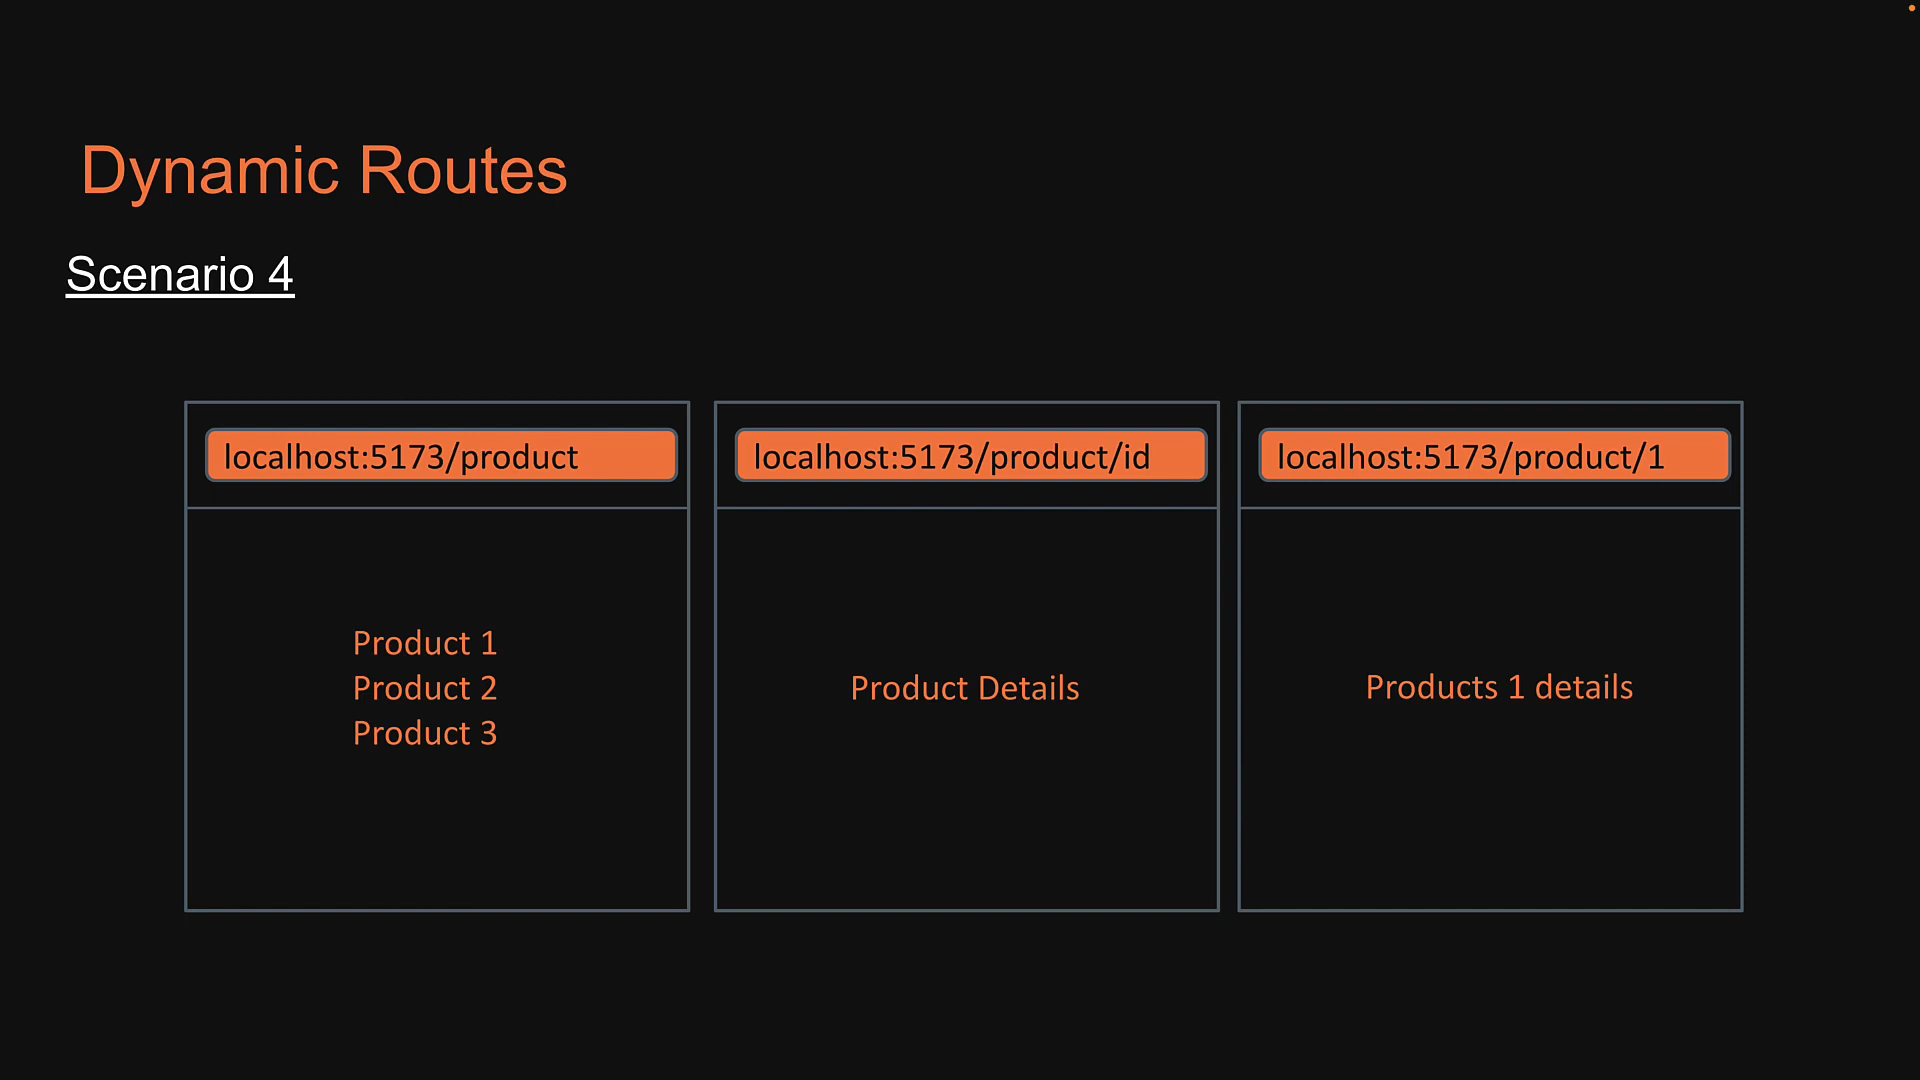 Dynamic Routes
Scenario 4
localhost:5173/product
Product 1
Product 2
Product 3
localhost:5173/product/id
Product Details
localhost:5173/product/1
Products 1 details